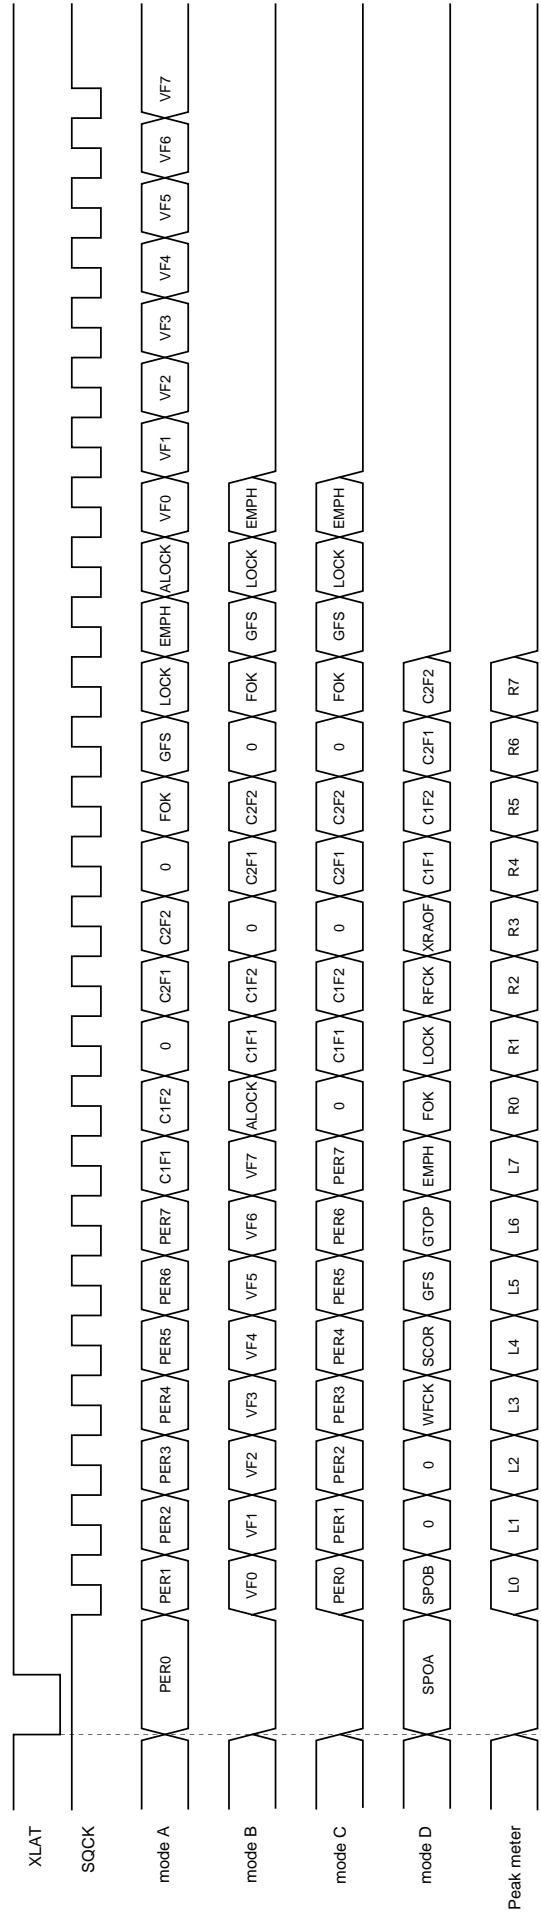 XLAT
SQCK
mode A PER0 PER1 PER2 PER3 PER4 PER5 PER6 PER7 C1F1 C1F2 0 C2F1 C2F2 0 FOK GFS LOCK EMPH ALOCK VF0 VF1 VF2 VF3 VF4 VF5 VF6 VF7
mode B VF0 VF1 VF2 VF3 VF4 VF5 VF6 VF7 ALOCK C1F1 C1F2 0 C2F1 C2F2 0 FOK GFS LOCK EMPH
mode C PER0 PER1 PER2 PER3 PER4 PER5 PER6 PER7 0 C1F1 C1F2 0 C2F1 C2F2 0 FOK GFS LOCK EMPH
mode D SPOA SPOB 0 0 WFCK SCOR GFS GTOP EMPH FOK LOCK RFCK XRAOF C1F1 C1F2 C2F1 C2F2
Peak meter L0 L1 L2 L3 L4 L5 L6 L7 R0 R1 R2 R3 R4 R5 R6 R7